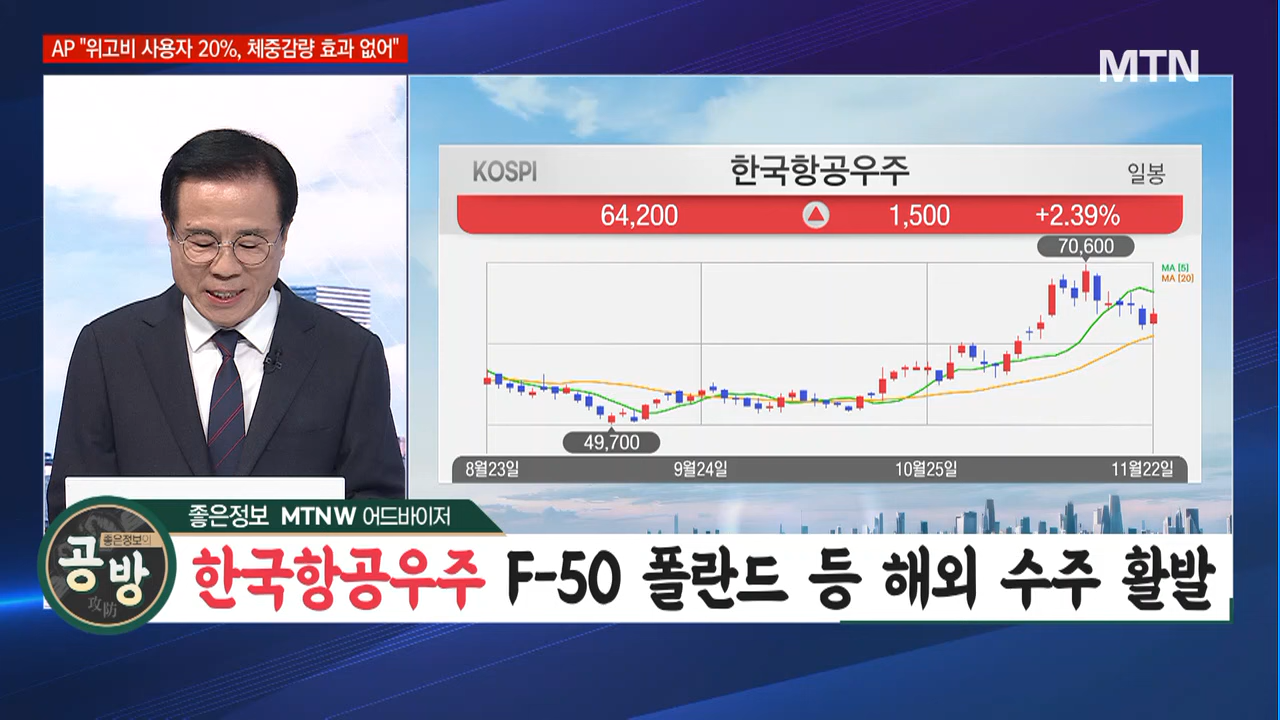 AP "위고비 사용자 20%, 체중감량 효과 없어"
MTN
KOSPI 한국항공우주 일봉
64,200 ▲ 1,500 +2.39%
70,600
MA [5]
MA [20]
49,700
8월23일 9월24일 10월25일 11월22일
좋은정보 MTNW 어드바이저
좋은정보의
공방
攻防
한국항공우주 F-50 폴란드 등 해외 수주 활발